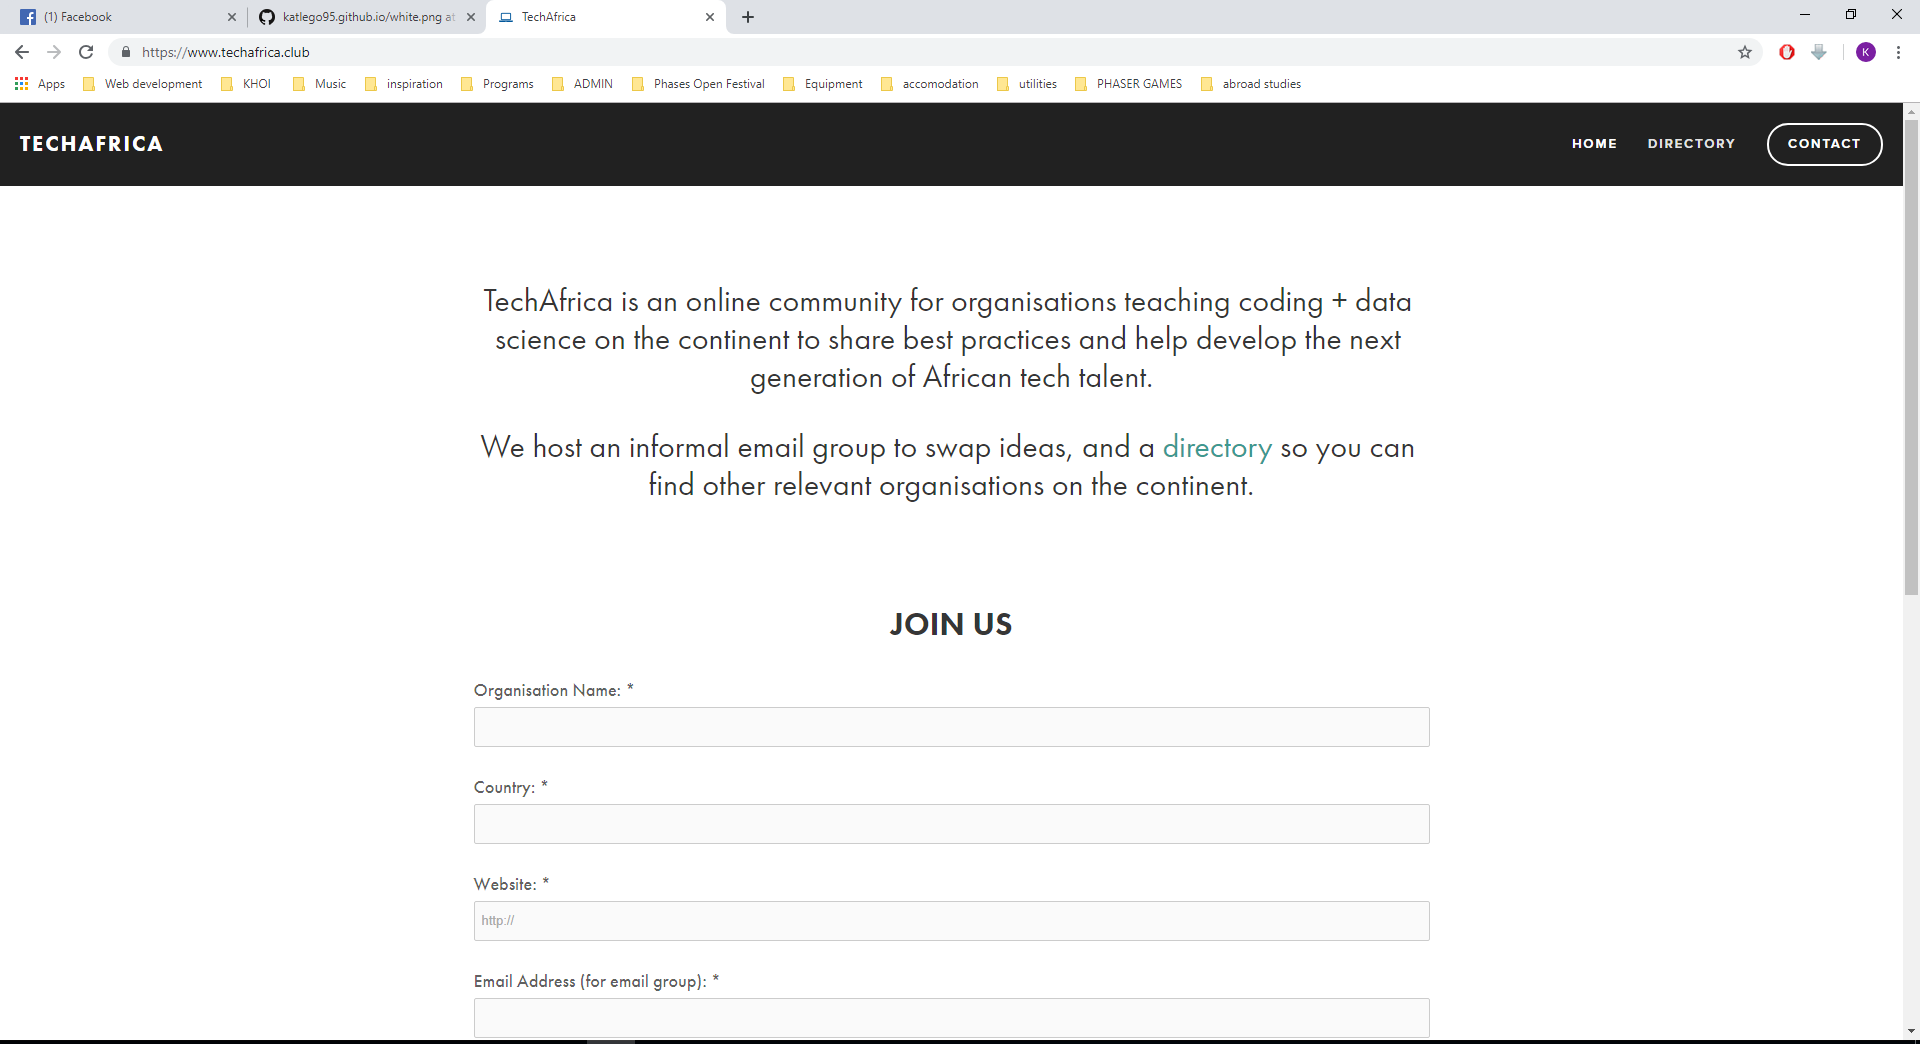 (1) Facebook
katlego95.github.io/white.png at
TechAfrica
https://www.techafrica.club
K
Apps
Web development
KHOI
Music
inspiration
Programs
ADMIN
Phases Open Festival
Equipment
accomodation
utilities
PHASER GAMES
abroad studies
TECHAFRICA
HOME
DIRECTORY
CONTACT
TechAfrica is an online community for organisations teaching coding + data
science on the continent to share best practices and help develop the next
generation of African tech talent.
We host an informal email group to swap ideas, and a directory so you can
find other relevant organisations on the continent.
JOIN US
Organisation Name: *
Country: *
Website: *
http://
Email Address (for email group): *